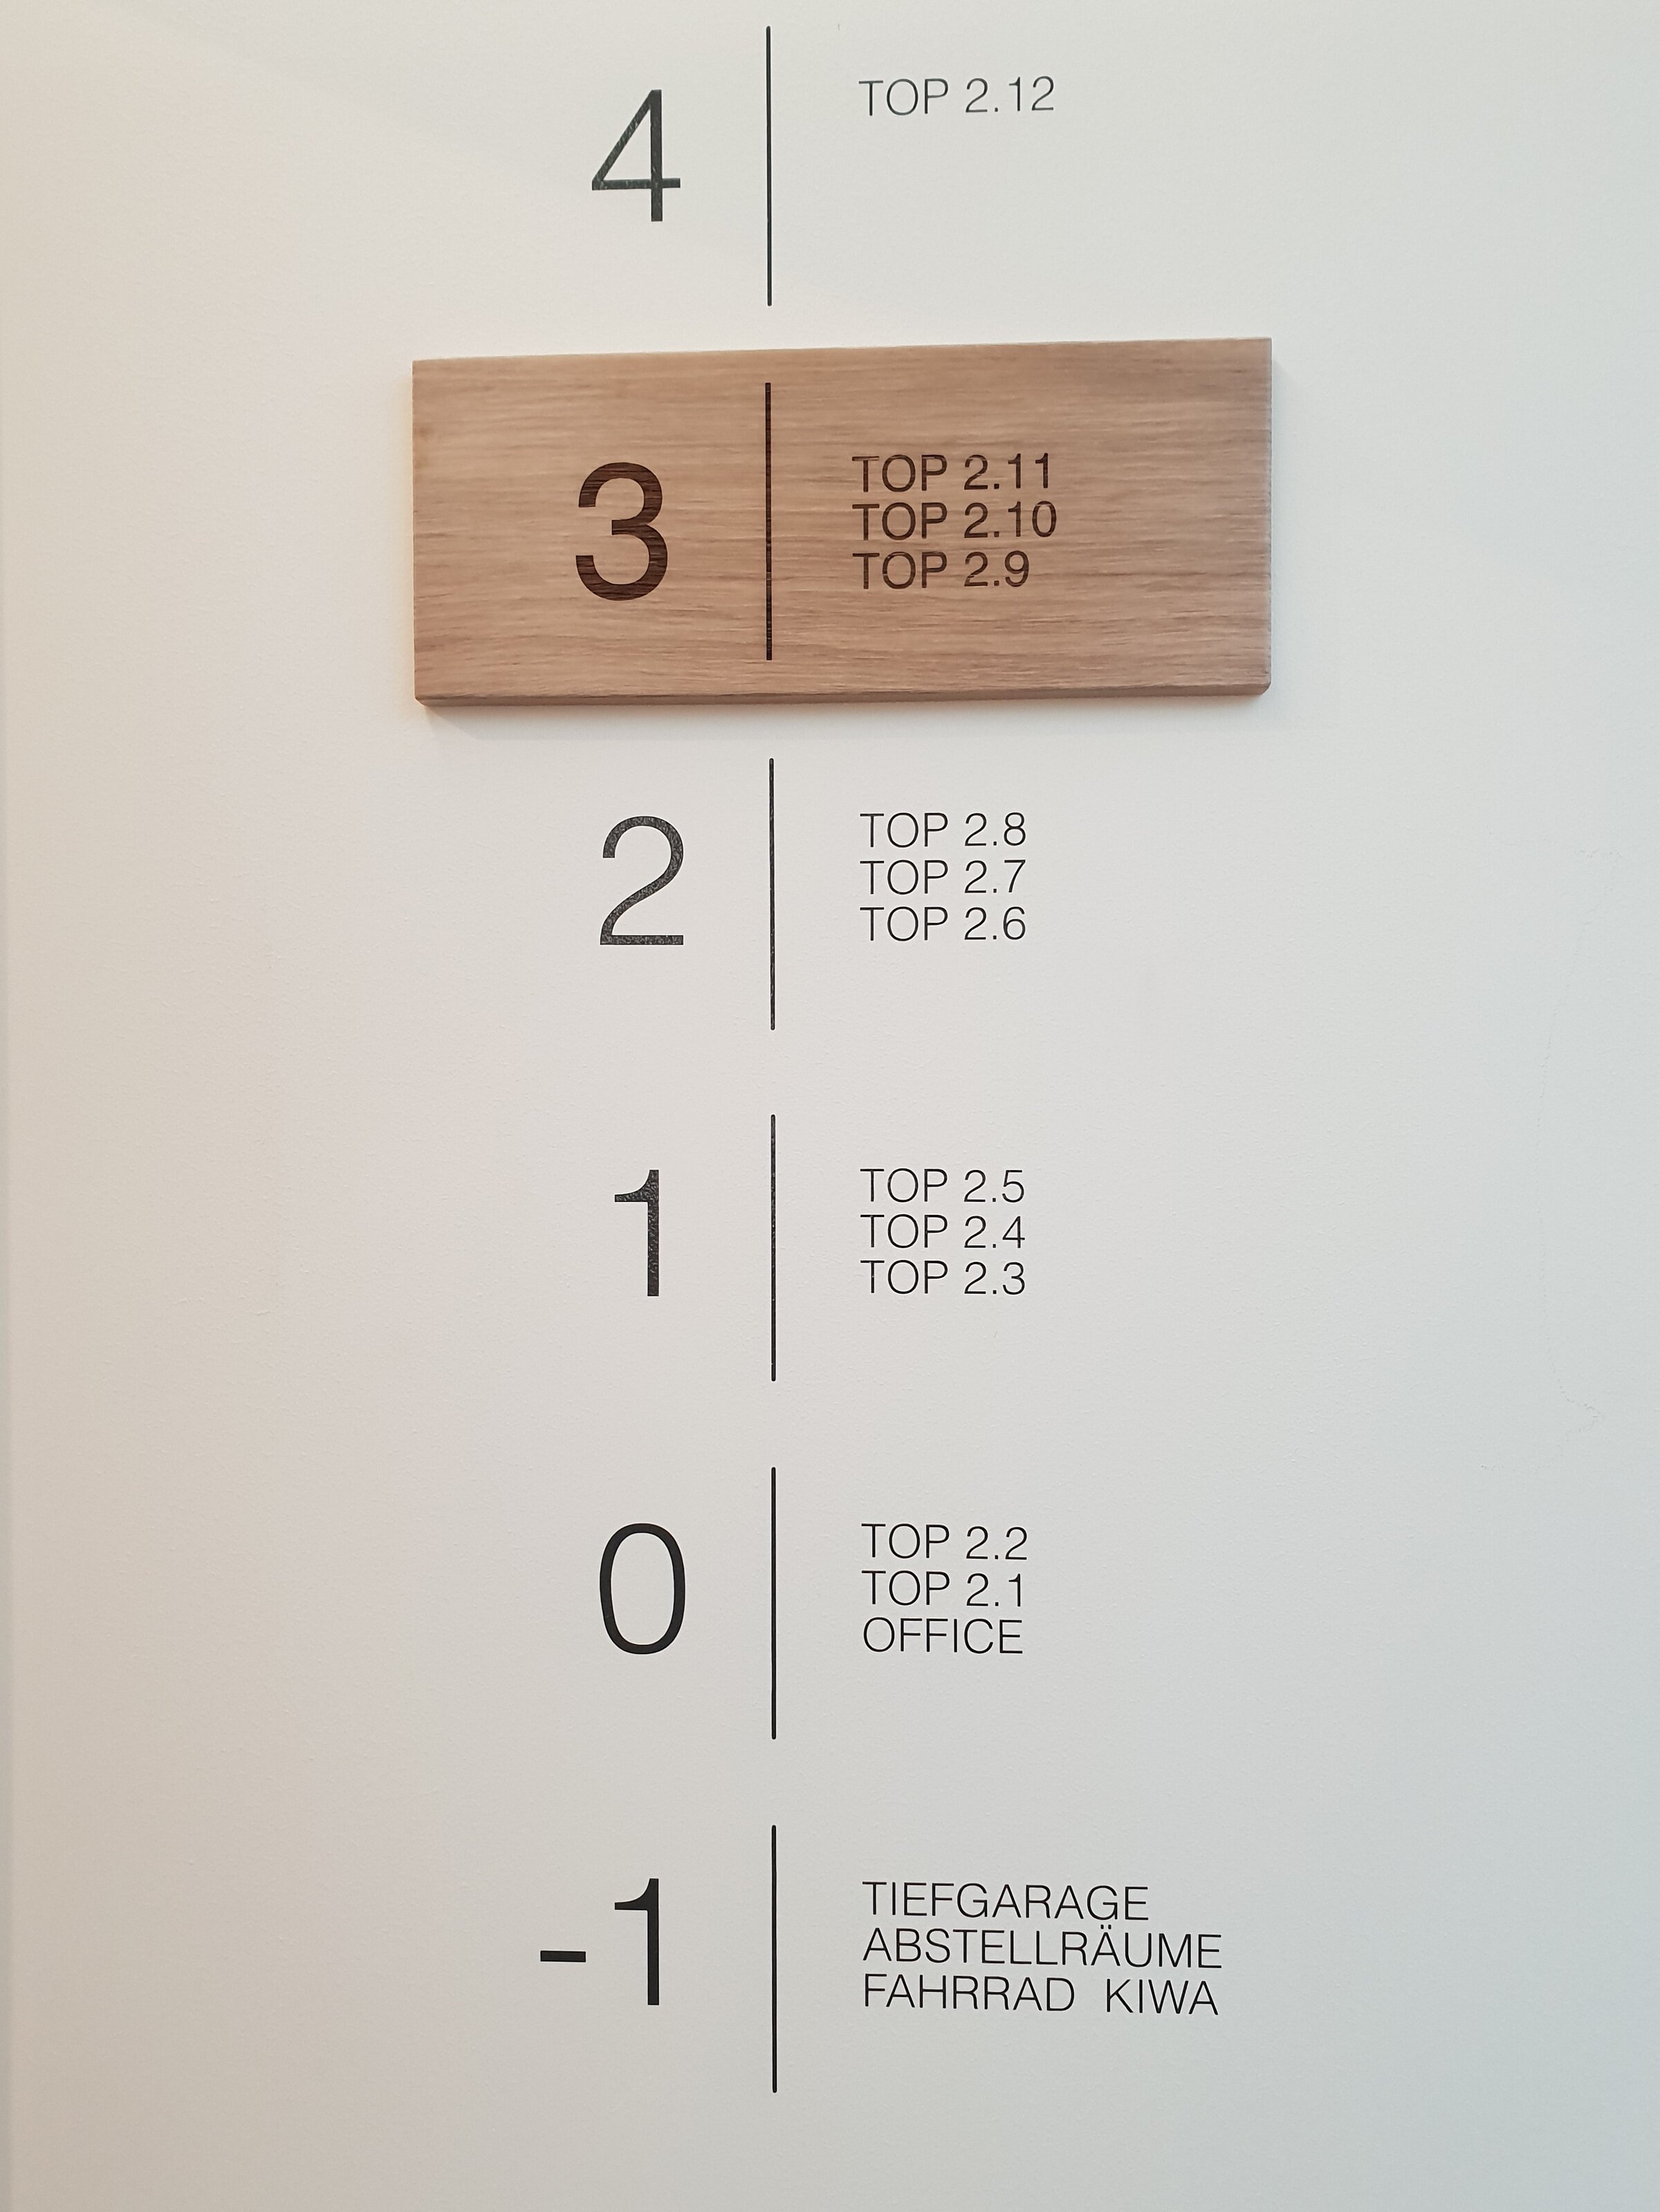 4
TOP 2.12
3
TOP 2.11
TOP 2.10
TOP 2.9
2
TOP 2.8
TOP 2.7
TOP 2.6
1
TOP 2.5
TOP 2.4
TOP 2.3
0
TOP 2.2
TOP 2.1
OFFICE
-1
TIEFGARAGE
ABSTELLRÄUME
FAHRRAD KIWA